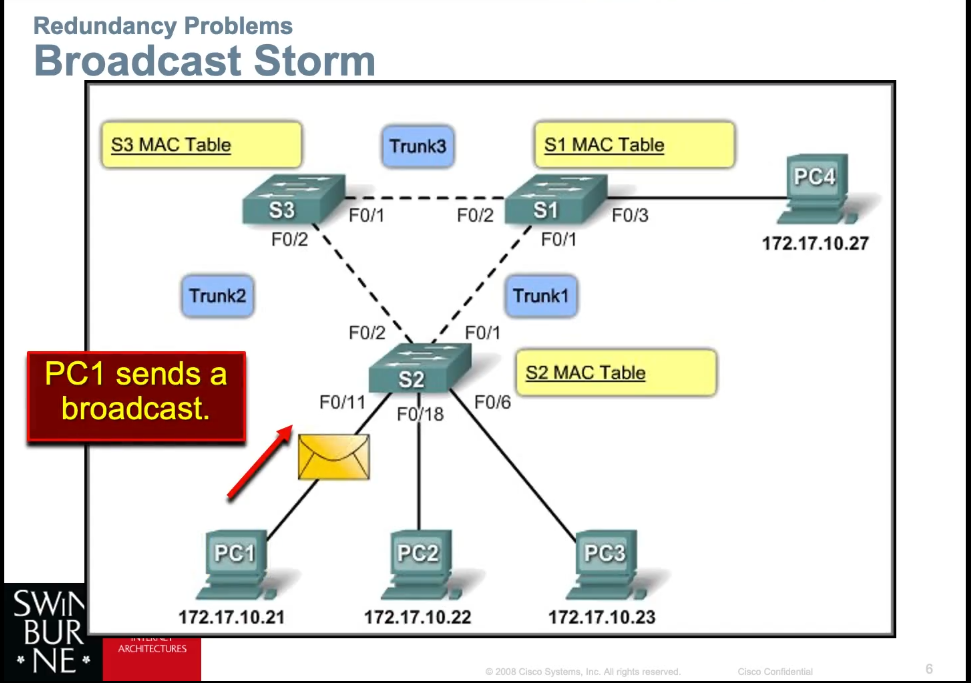 Redundancy Problems
Broadcast Storm
S3 MAC Table
Trunk3
S1 MAC Table
PC4
S3
F0/1
F0/2
S1
F0/3
F0/2
F0/1
172.17.10.27
Trunk2
Trunk1
F0/2
F0/1
PC1 sends a
broadcast.
S2
S2 MAC Table
F0/11
F0/18
F0/6
PC1
PC2
PC3
172.17.10.21
172.17.10.22
172.17.10.23
SWIN
BUR
* NE *
INTERNET
ARCHITECTURES
© 2008 Cisco Systems, Inc. All rights reserved.
Cisco Confidential
6